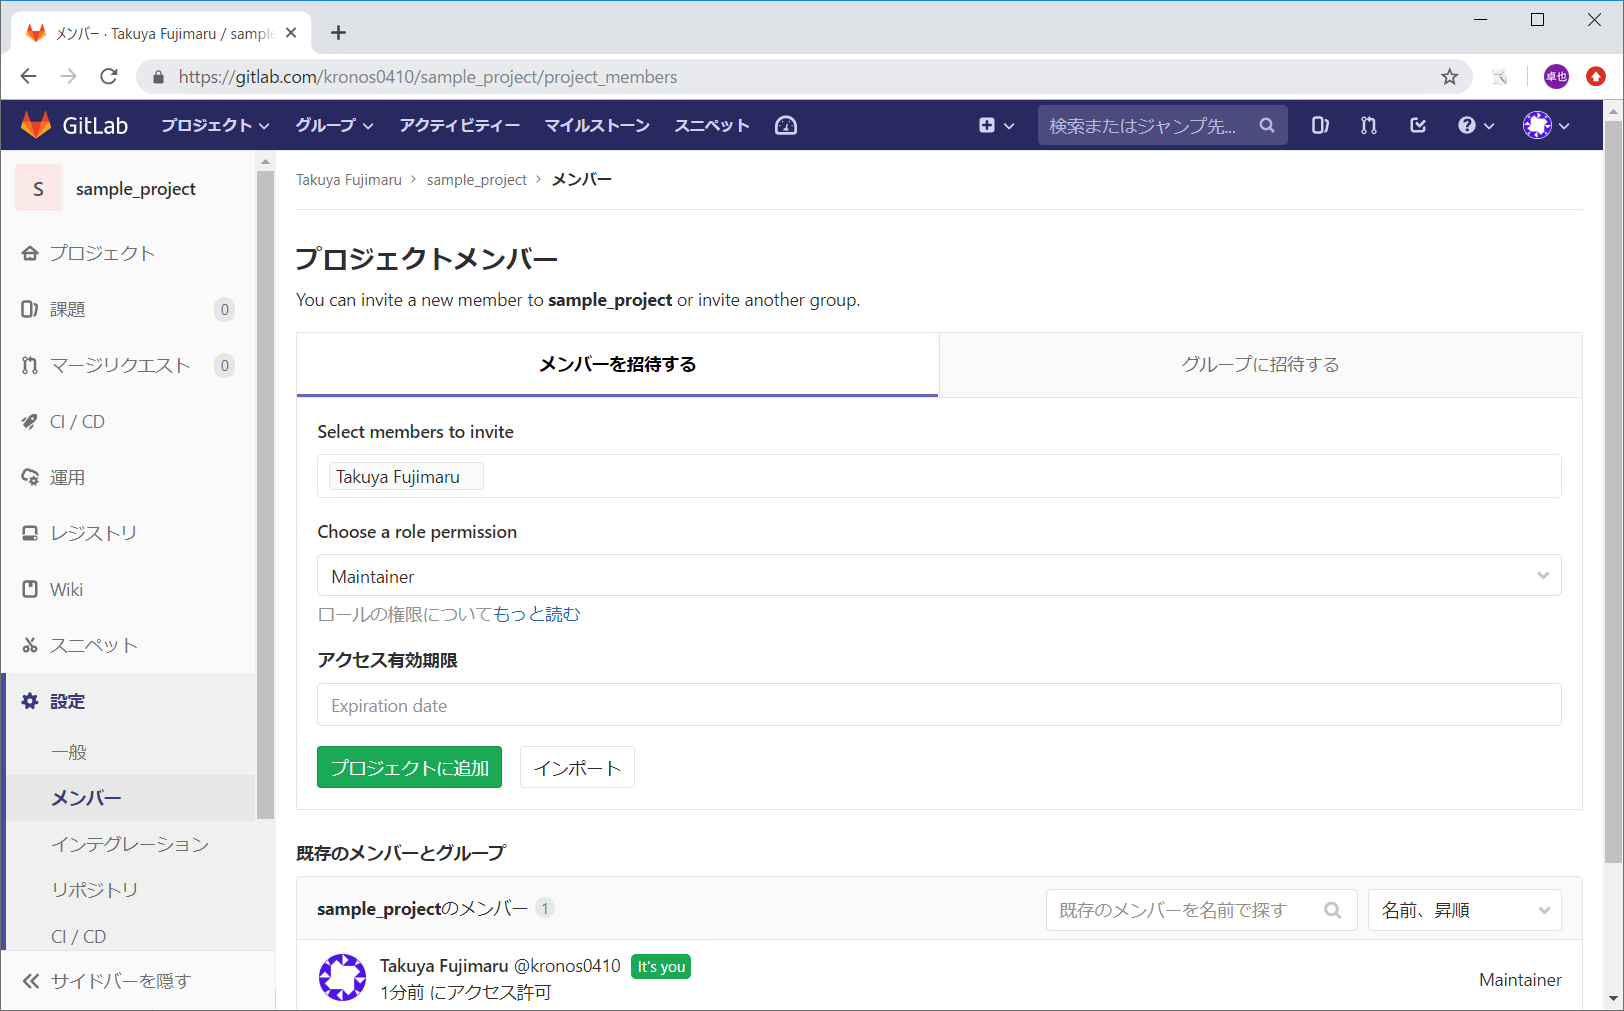 メンバー · Takuya Fujimaru / sample
https://gitlab.com/kronos0410/sample_project/project_members
卓也
GitLab プロジェクト グループ アクティビティー マイルストーン スニペット 検索またはジャンプ先...
S sample_project
プロジェクト
課題 0
マージリクエスト 0
CI / CD
運用
レジストリ
Wiki
スニペット
設定
一般
メンバー
インテグレーション
リポジトリ
CI / CD
サイドバーを隠す
Takuya Fujimaru › sample_project › メンバー
プロジェクトメンバー
You can invite a new member to sample_project or invite another group.
メンバーを招待する グループに招待する
Select members to invite
Takuya Fujimaru
Choose a role permission
Maintainer
ロールの権限についてもっと読む
アクセス有効期限
Expiration date
プロジェクトに追加 インポート
既存のメンバーとグループ
sample_projectのメンバー 1 既存のメンバーを名前で探す 名前、昇順
Takuya Fujimaru @kronos0410 It's you
1分前 にアクセス許可
Maintainer